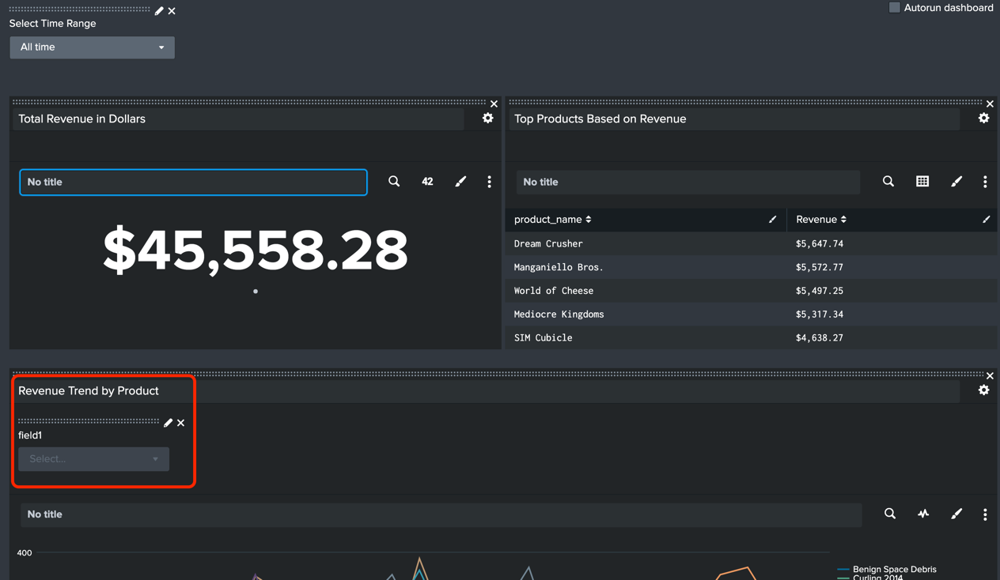 Autorun dashboard
Select Time Range
All time
Total Revenue in Dollars
Top Products Based on Revenue
No title
42
No title
$45,558.28
product_name
Revenue
Dream Crusher
$5,647.74
Manganiello Bros.
$5,572.77
World of Cheese
$5,497.25
Mediocre Kingdoms
$5,317.34
SIM Cubicle
$4,638.27
Revenue Trend by Product
field1
Select...
No title
400
Benign Space Debris
Curling 2014